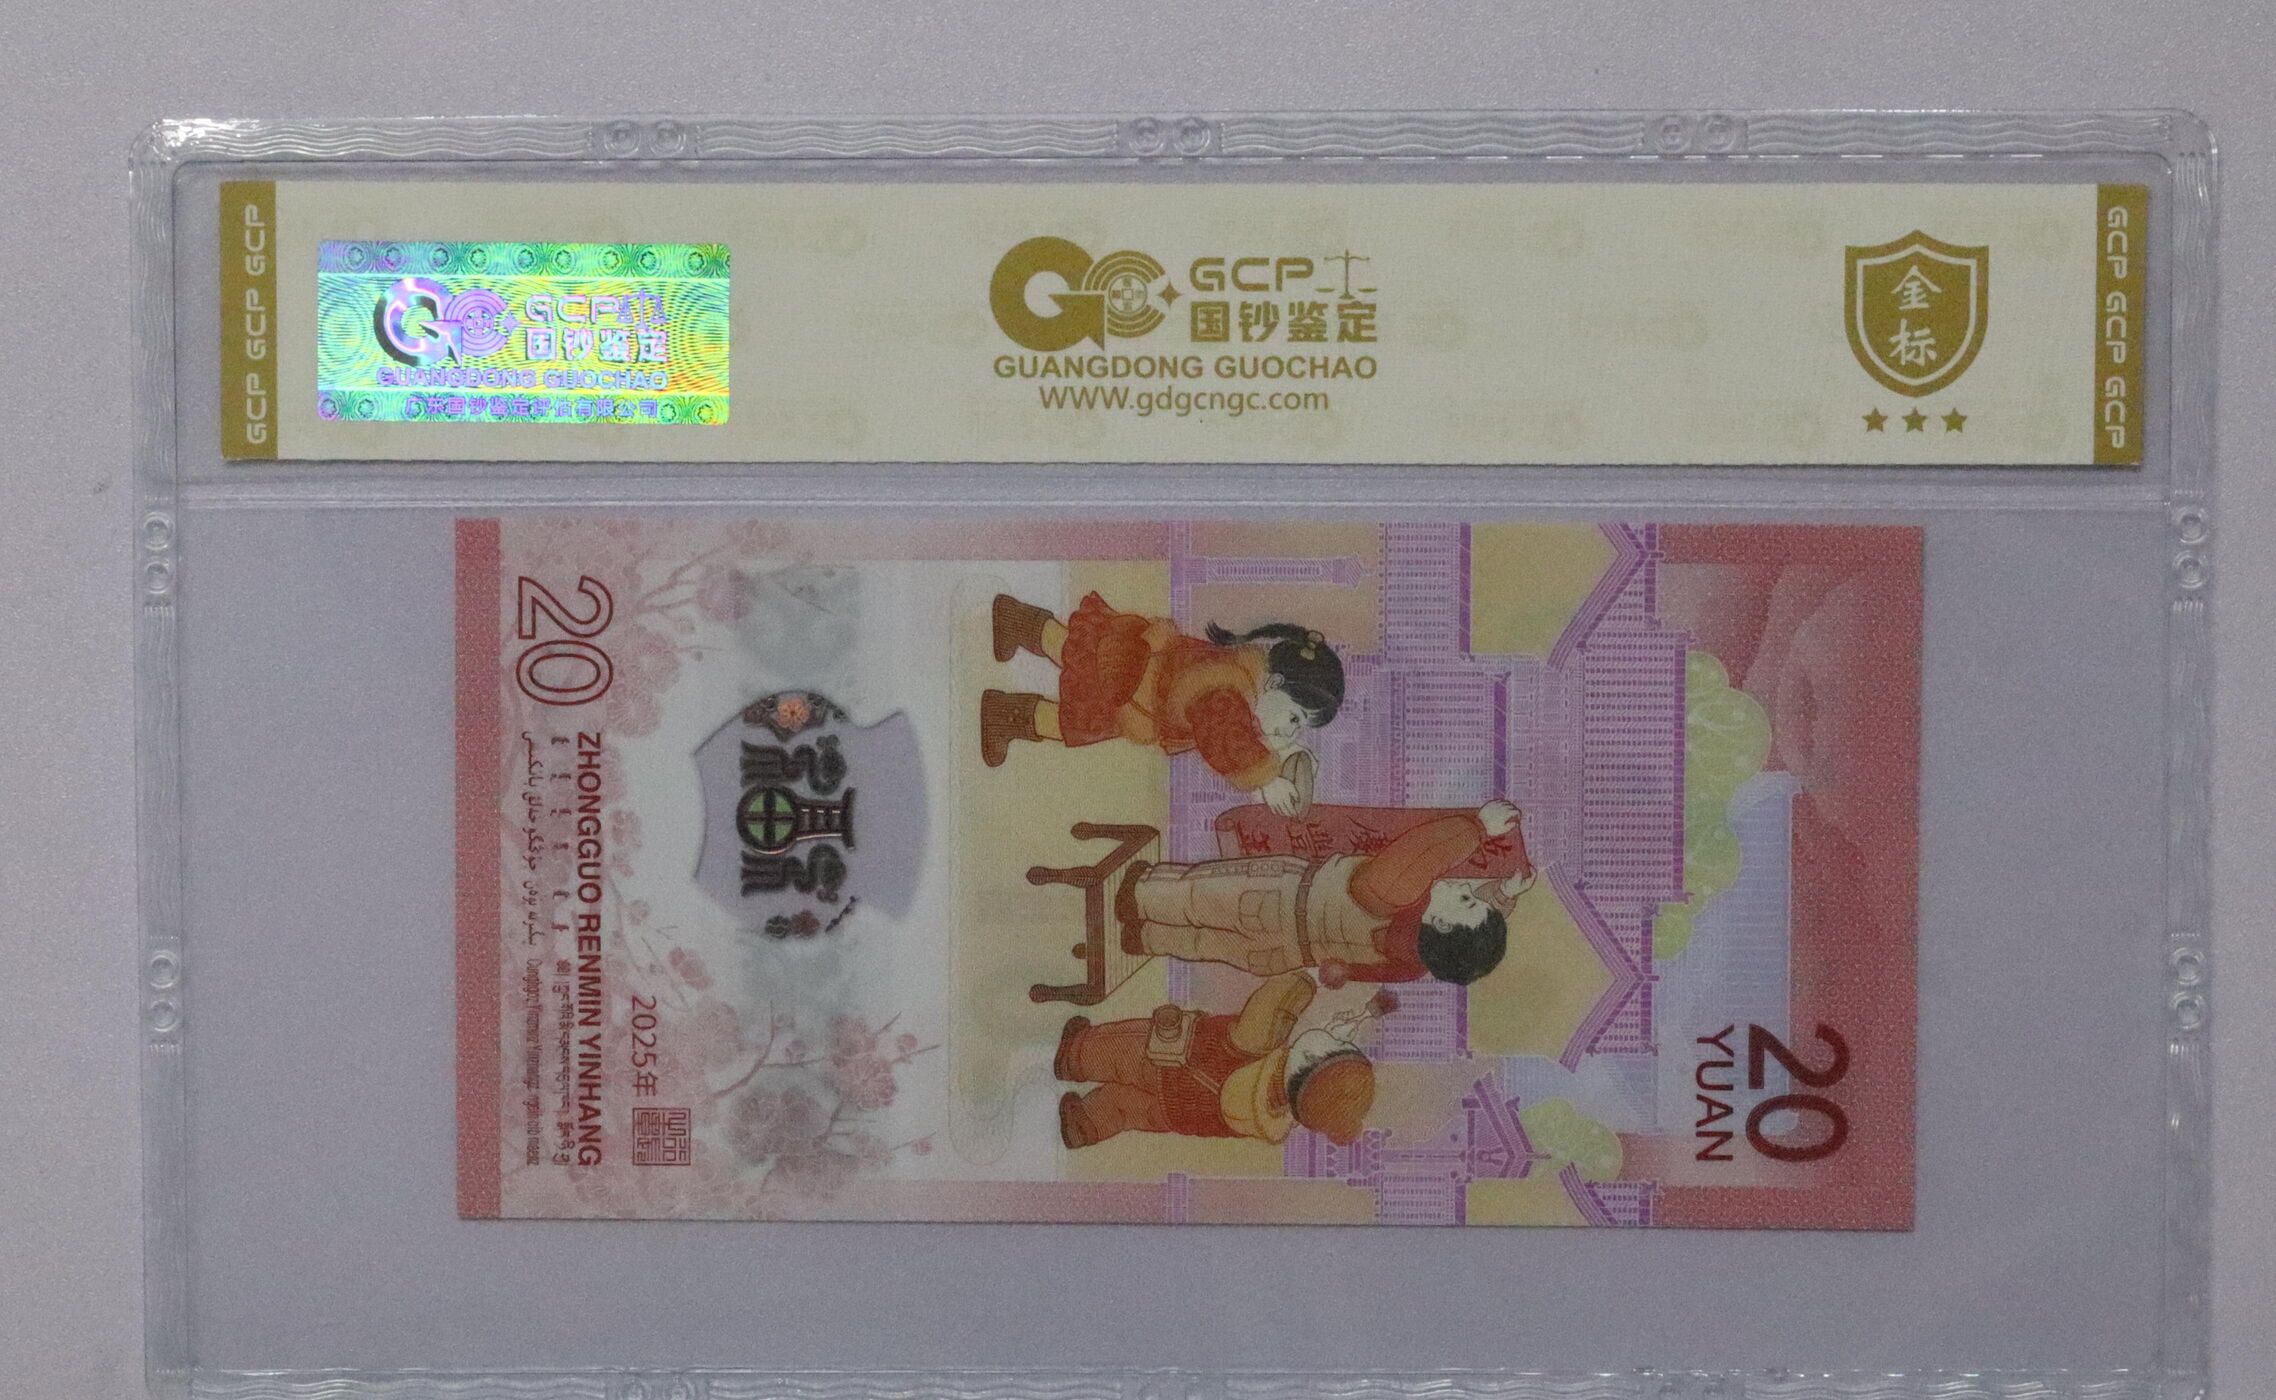 GCP GCP GCP
GCP
国钞鉴定
GUANGDONG GUOCHAO
广东国钞鉴定评估有限公司
GCP
国钞鉴定
GUANGDONG GUOCHAO
WWW.gdgcngc.com
金标
GCP GCP GCP
20
YUAN
2025年
20
ZHONGGUO RENMIN YINHANG